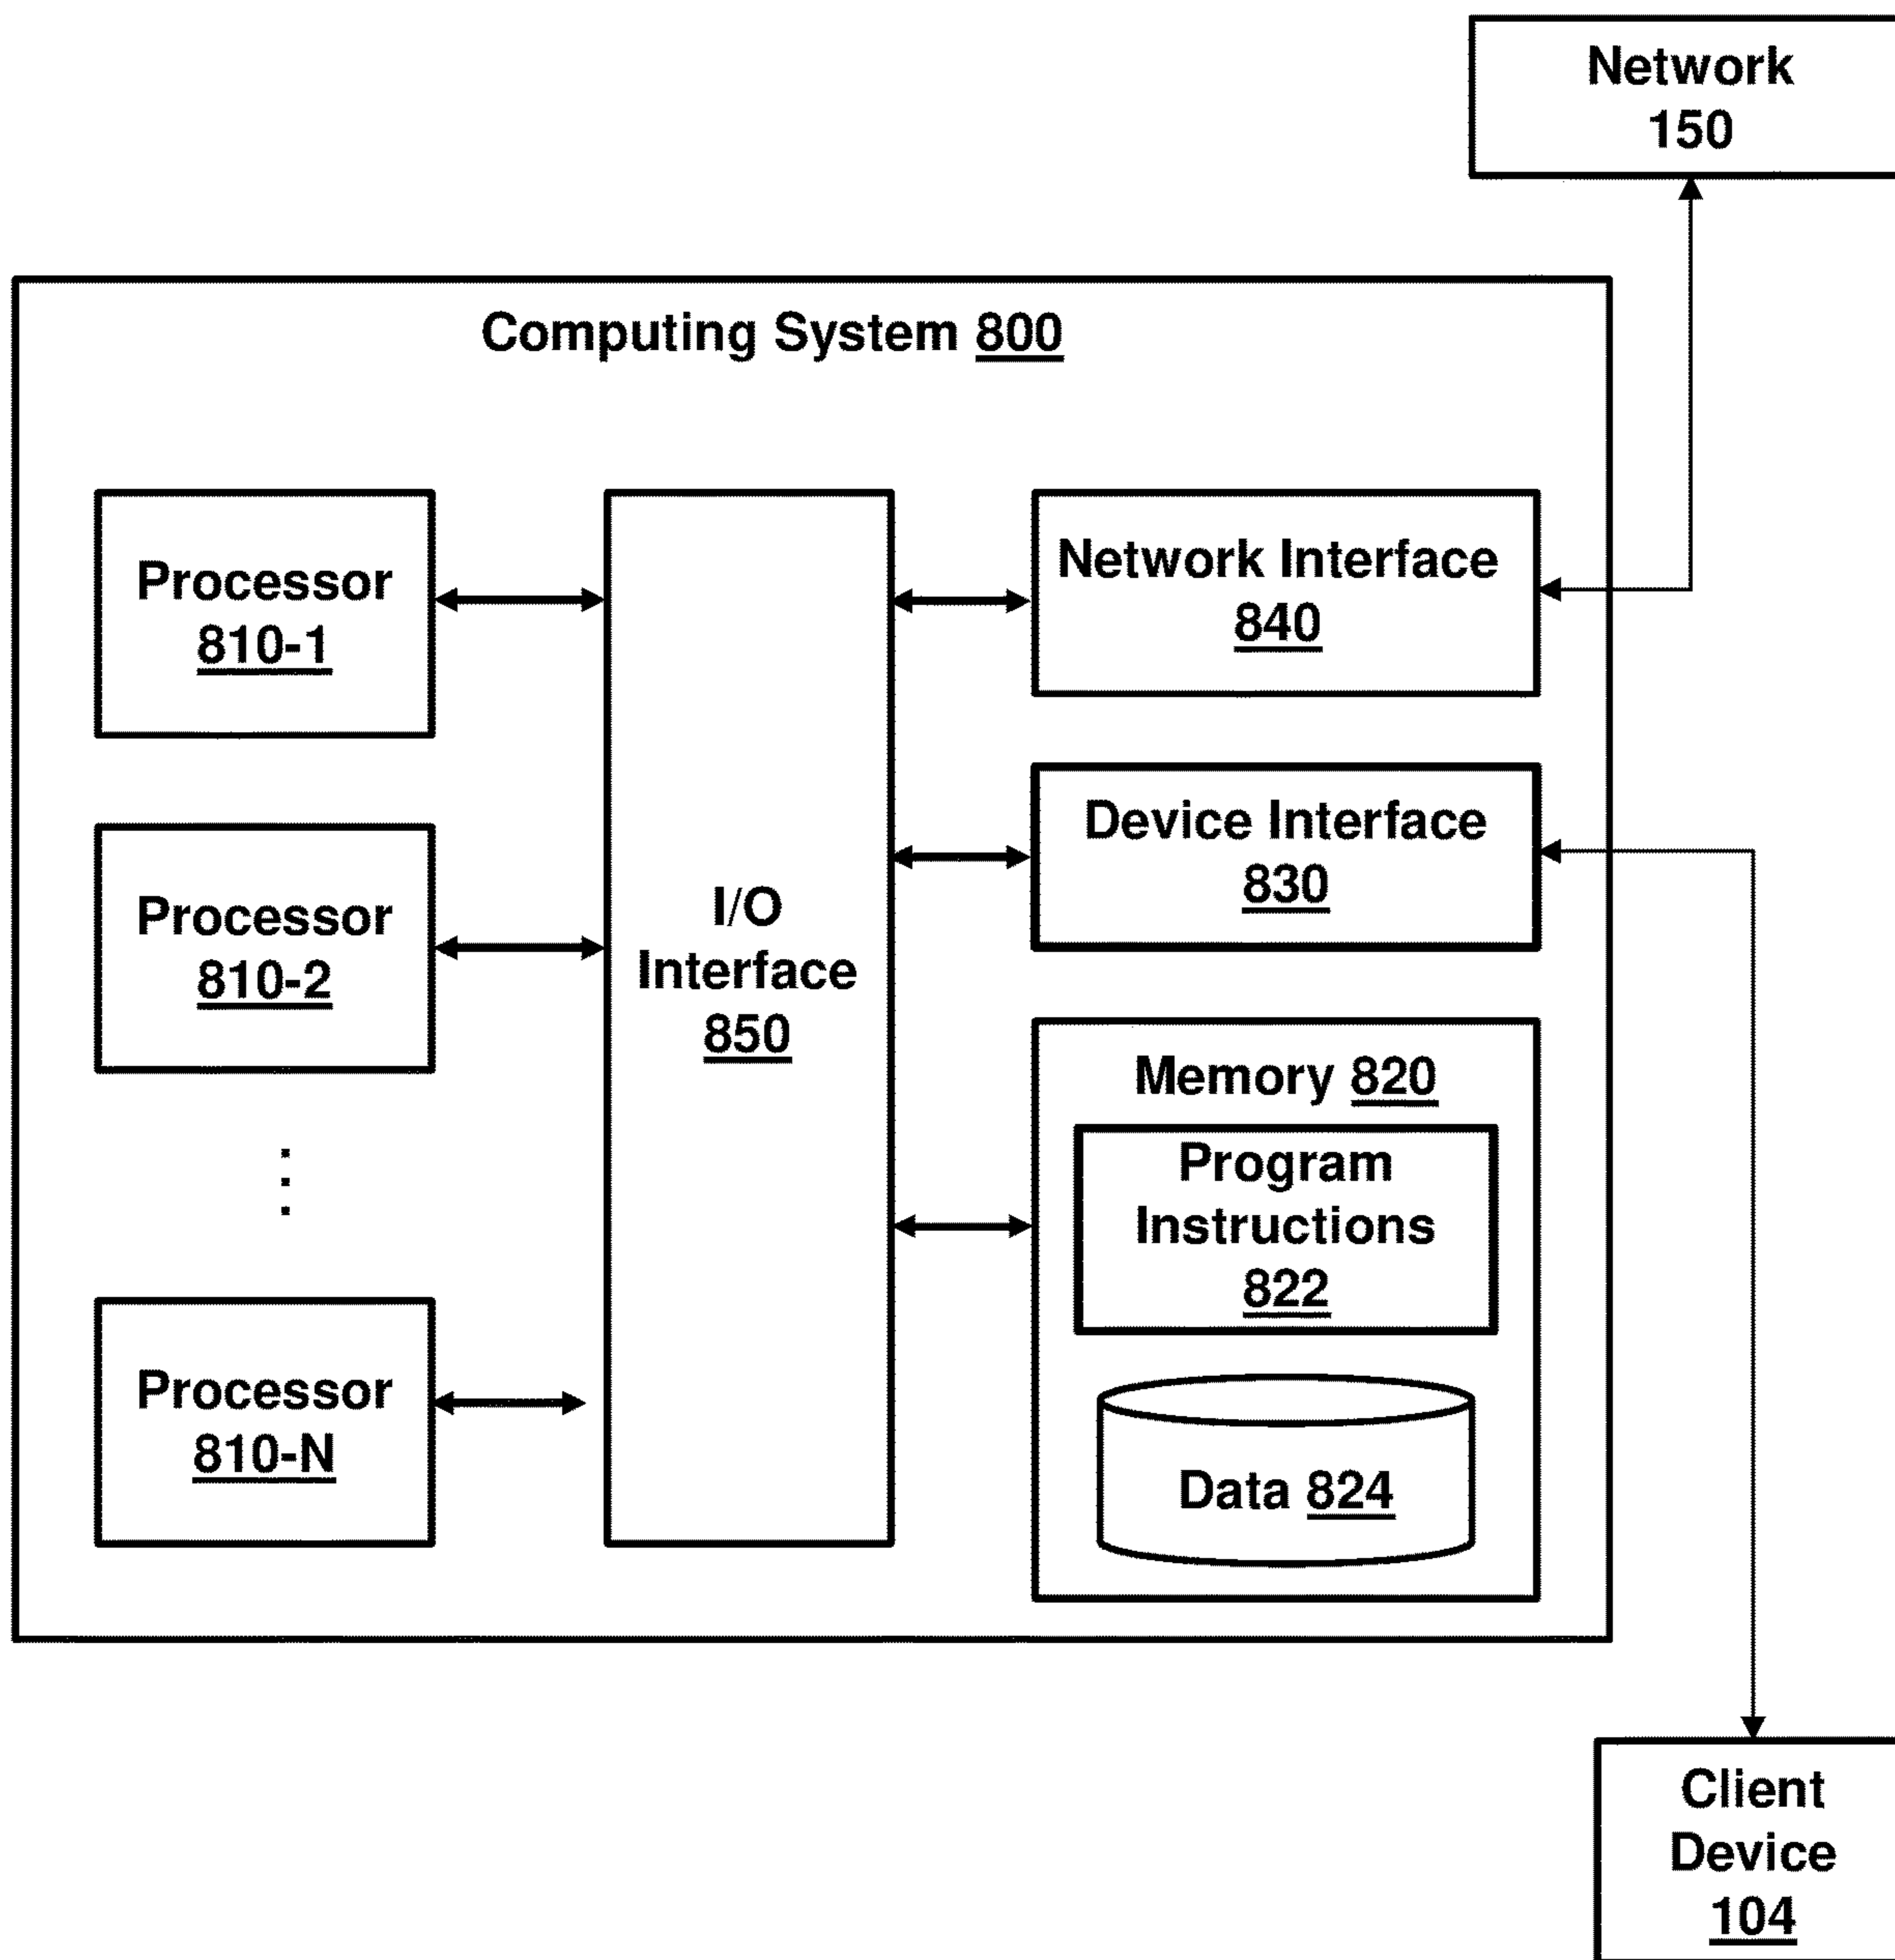 Network
150
Computing System 800
Processor
810-1
Processor
810-2
Processor
810-N
I/O
Interface
850
Network Interface
840
Device Interface
830
Memory 820
Program
Instructions
822
Data 824
Client
Device
104